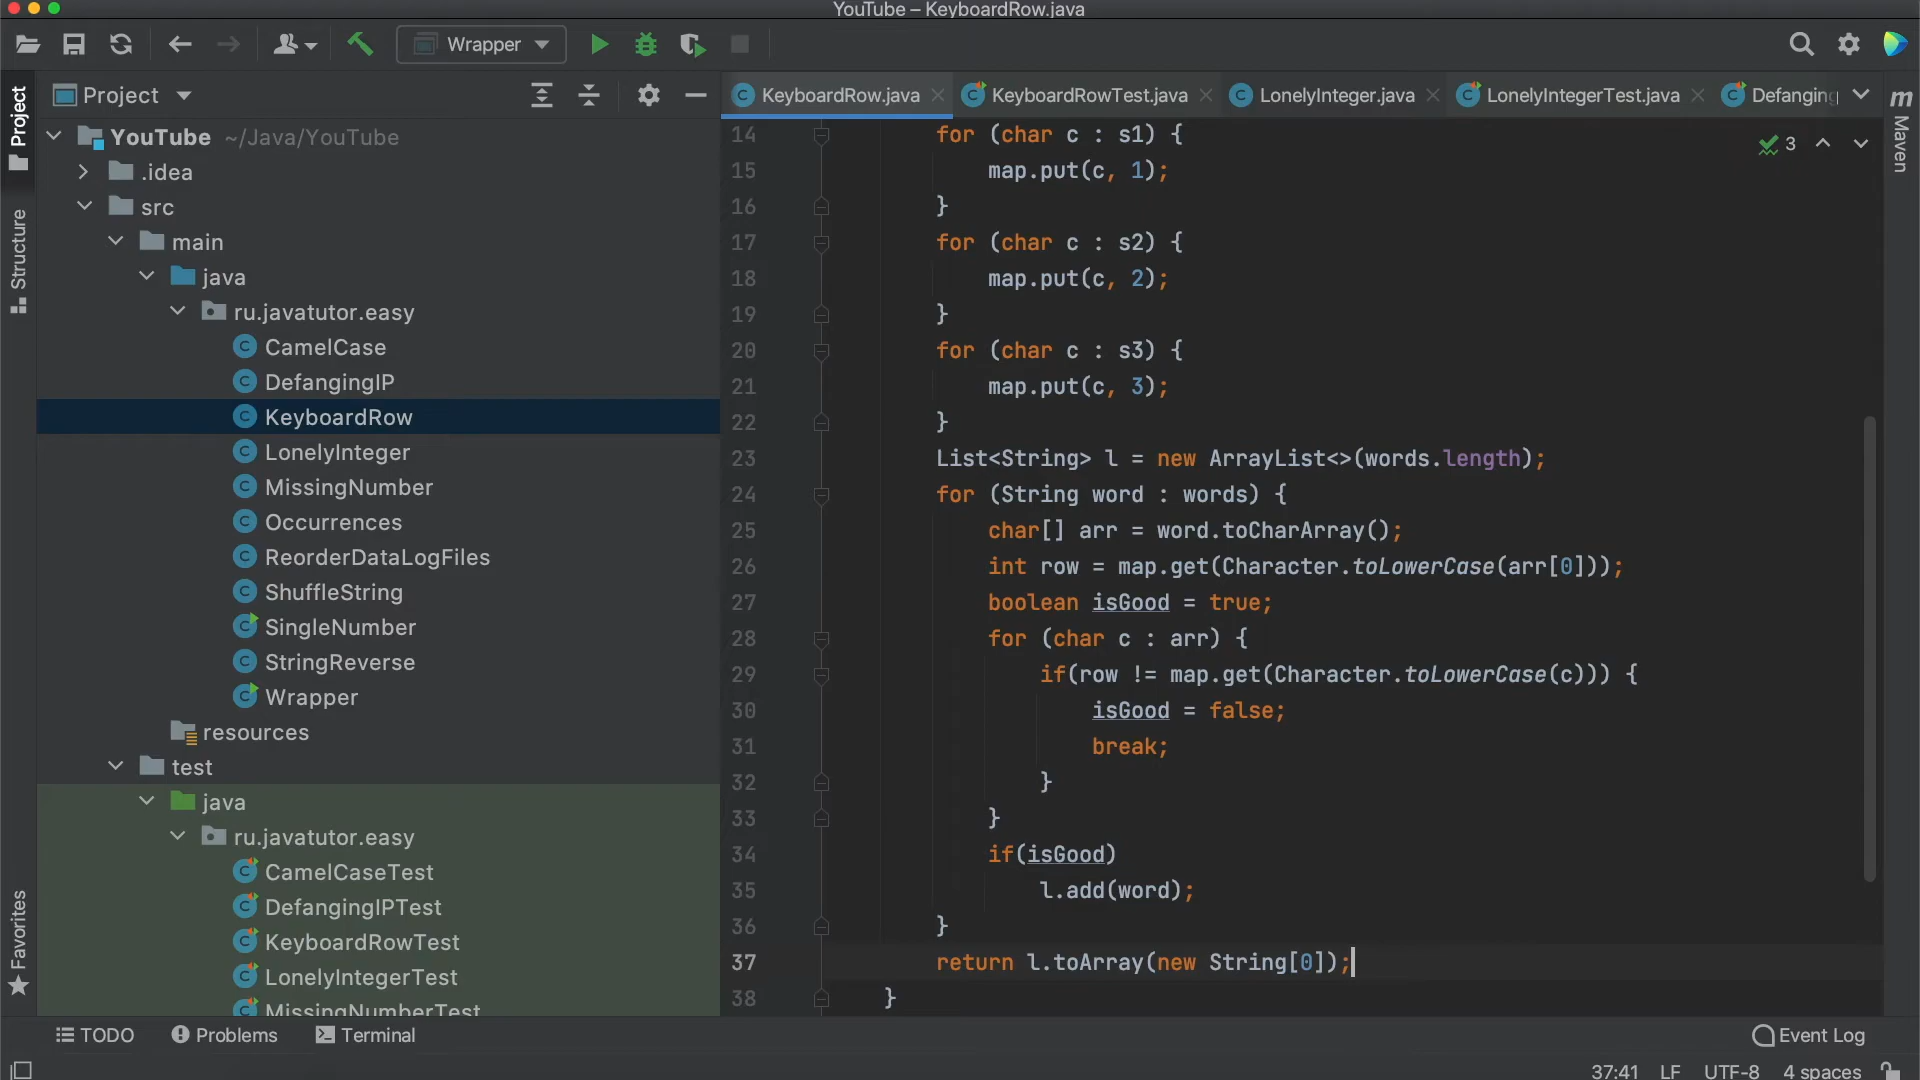 YouTube – KeyboardRow.java
Wrapper
Project
Project
Structure
Favorites
YouTube ~/Java/YouTube
.idea
src
main
java
ru.javatutor.easy
CamelCase
DefangingIP
KeyboardRow
LonelyInteger
MissingNumber
Occurrences
ReorderDataLogFiles
ShuffleString
SingleNumber
StringReverse
Wrapper
resources
test
java
ru.javatutor.easy
CamelCaseTest
DefangingIPTest
KeyboardRowTest
LonelyIntegerTest
MissingNumberTest
KeyboardRow.java KeyboardRowTest.java LonelyInteger.java LonelyIntegerTest.java Defanging
3
14 for (char c : s1) {
15 map.put(c, 1);
16 }
17 for (char c : s2) {
18 map.put(c, 2);
19 }
20 for (char c : s3) {
21 map.put(c, 3);
22 }
23 List<String> l = new ArrayList<>(words.length);
24 for (String word : words) {
25 char[] arr = word.toCharArray();
26 int row = map.get(Character.toLowerCase(arr[0]));
27 boolean isGood = true;
28 for (char c : arr) {
29 if(row != map.get(Character.toLowerCase(c))) {
30 isGood = false;
31 break;
32 }
33 }
34 if(isGood)
35 l.add(word);
36 }
37 return l.toArray(new String[0]);
38 }
m
Maven
TODO Problems Terminal Event Log
37:41 LF UTF-8 4 spaces